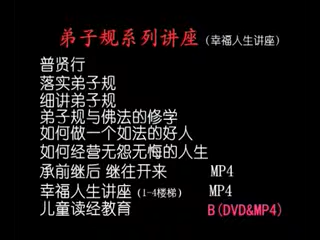 弟子规系列讲座（幸福人生讲座）
普贤行
落实弟子规
细讲弟子规
弟子规与佛法的修学
如何做一个如法的好人
如何经营无怨无悔的人生
承前继后 继往开来 MP4
幸福人生讲座（1-4楼梯） MP4
儿童读经教育 B(DVD&MP4)